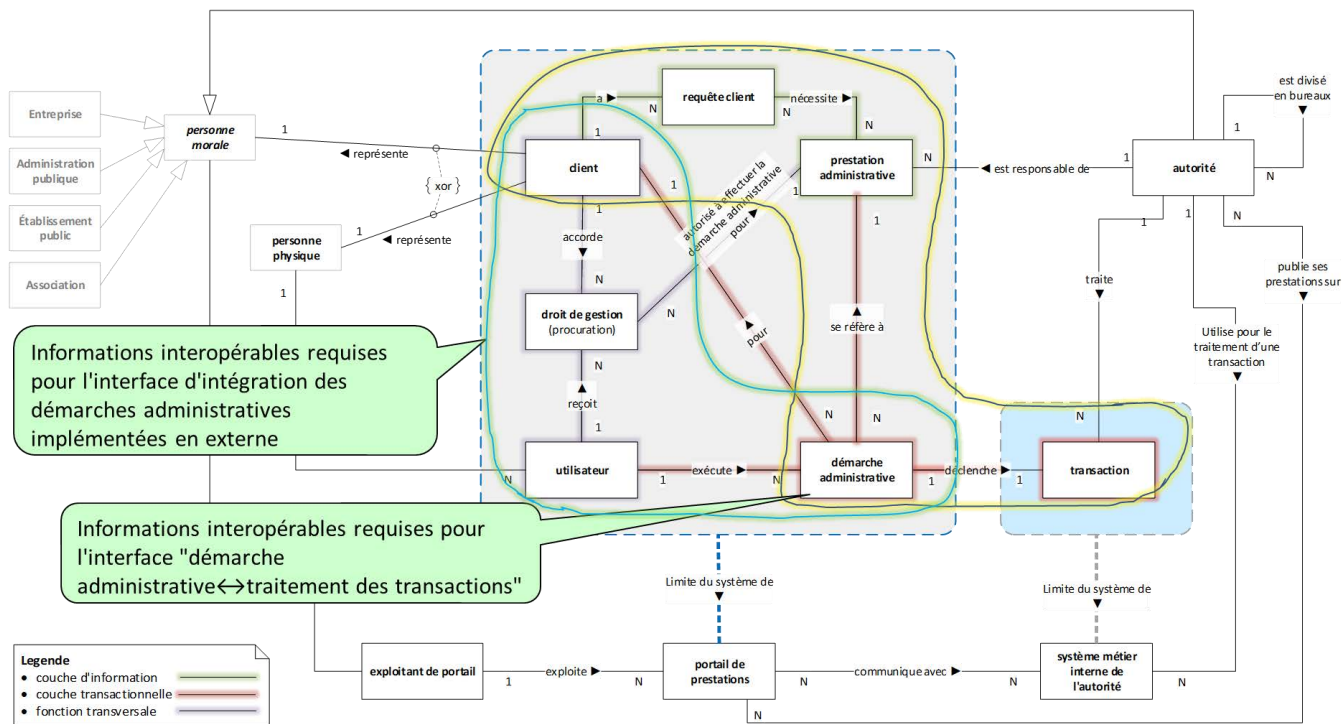 est divisé
en bureaux
▼
Entreprise
Administration
publique
Établissement
public
Association
personne
morale
1
◄ représente
{ xor }
◄ représente
1
personne
physique
1
a ►
N
requête client
N
nécessite ►
N
1
client
1
1
prestation
administrative
N
1
1
◄ est responsable de
1
autorité
1
N
1
1
N
autorisé à effectuer la
démarche administrative
pour ►
accorde
▼
N
droit de gestion
(procuration)
N
N
▲
reçoit
1
▲
se réfère à
pour ►
traite
▼
publie ses
prestations sur
▼
Utilise pour le
traitement d'une
transaction
▼
Informations interopérables requises
pour l'interface d'intégration des
démarches administratives
implémentées en externe
N
utilisateur
1
exécute ►
N
N
N
démarche
administrative
1
déclenche ►
1
N
transaction
Informations interopérables requises pour
l'interface "démarche
administrative↔traitement des transactions"
Limite du système de
▼
Limite du système de
▼
exploitant de portail
1
exploite ►
N
portail de
prestations
N
communique avec ►
N
système métier
interne de
l'autorité
N
N
Legende
• couche d'information
• couche transactionnelle
• fonction transversale